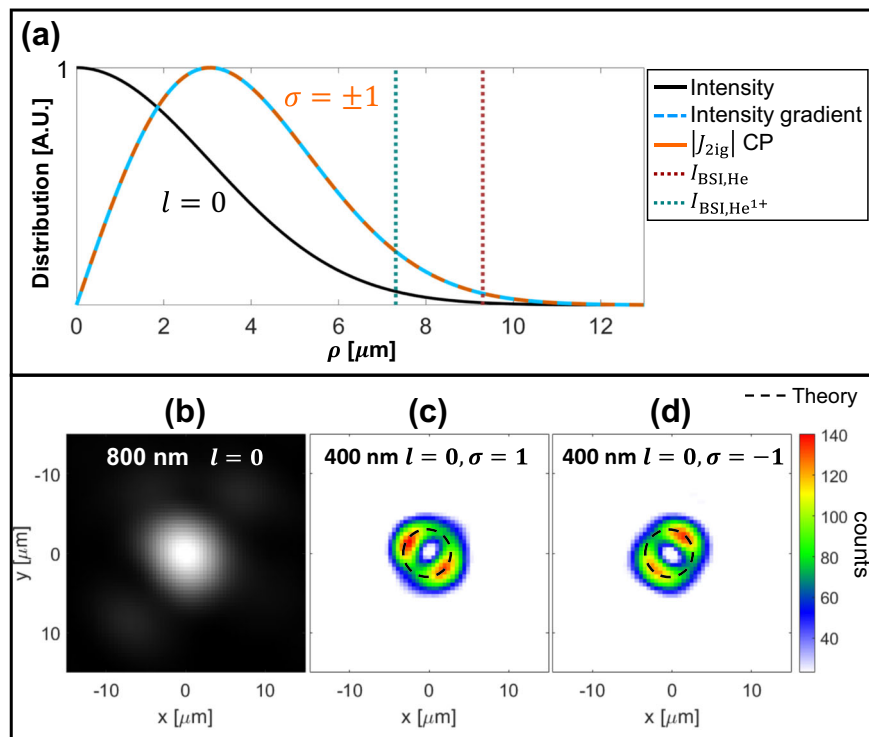 (a)
1
σ = ±1
l = 0
Distribution [A.U.]
0 2 4 6 8 10 12
ρ [μm]
Intensity
Intensity gradient
|J₂ig| CP
I_BSI,He
I_BSI,He¹⁺
(b) (c) (d)
Theory
800 nm l = 0
400 nm l = 0, σ = 1
400 nm l = 0, σ = −1
y [μm]
-10
0
10
-10 0 10
x [μm]
-10 0 10
x [μm]
-10 0 10
x [μm]
140
120
100
80
60
40
counts